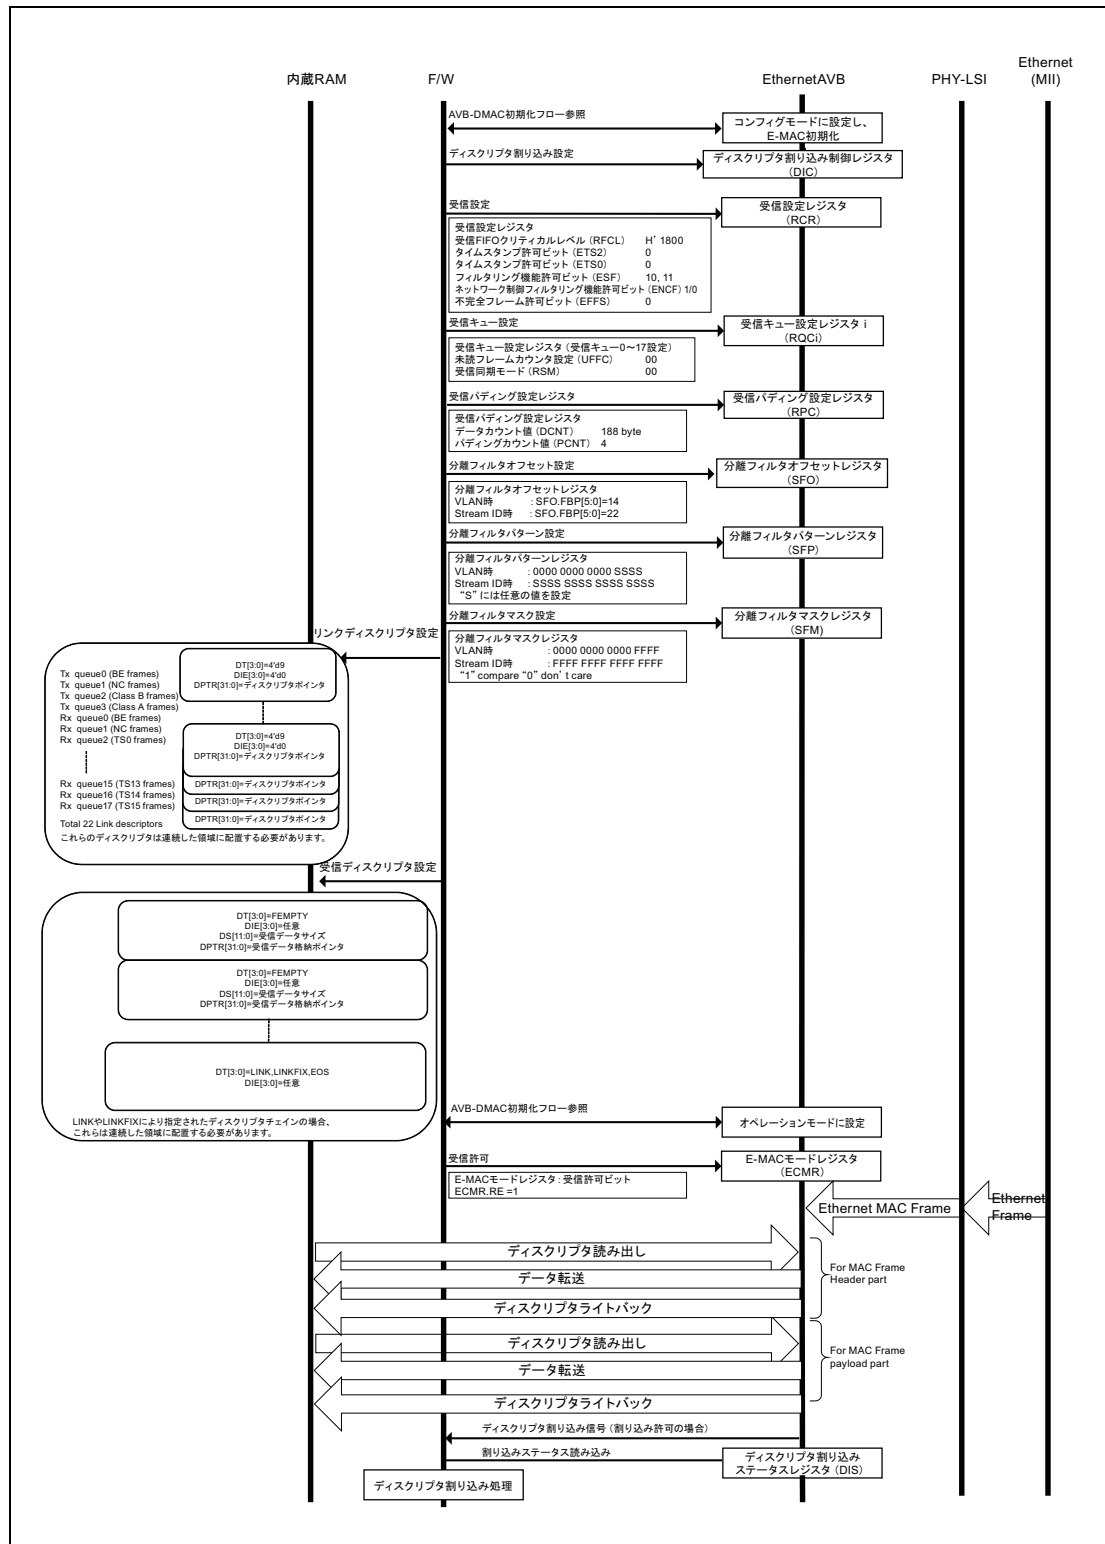 内蔵RAM
F/W
EthernetAVB
PHY-LSI
Ethernet
(MII)
AVB-DMAC初期化フロー参照
コンフィグモードに設定し、
E-MAC初期化
ディスクリプタ割り込み設定
ディスクリプタ割り込み制御レジスタ
(DIC)
受信設定
受信設定レジスタ
(RCR)
受信設定レジスタ
受信FIFOクリティカルレベル (RFCL) H' 1800
タイムスタンプ許可ビット (ETS2) 0
タイムスタンプ許可ビット (ETS0) 0
フィルタリング機能許可ビット (ESF) 10, 11
ネットワーク制御フィルタリング機能許可ビット (ENCF) 1/0
不完全フレーム許可ビット (EFFS) 0
受信キュー設定
受信キュー設定レジスタ i
(RQCi)
受信キュー設定レジスタ (受信キュー0～17設定)
未読フレームカウンタ設定 (UFFC) 00
受信同期モード (RSM) 00
受信パディング設定レジスタ
受信パディング設定レジスタ
(RPC)
受信パディング設定レジスタ
データカウント値 (DCNT) 188 byte
パディングカウント値 (PCNT) 4
分離フィルタオフセット設定
分離フィルタオフセットレジスタ
(SFO)
分離フィルタオフセットレジスタ
VLAN時 : SFO.FBP[5:0]=14
Stream ID時 : SFO.FBP[5:0]=22
分離フィルタパターン設定
分離フィルタパターンレジスタ
(SFP)
分離フィルタパターンレジスタ
VLAN時 : 0000 0000 0000 SSSS
Stream ID時 : SSSS SSSS SSSS SSSS
“S” には任意の値を設定
分離フィルタマスク設定
分離フィルタマスクレジスタ
(SFM)
分離フィルタマスクレジスタ
VLAN時 : 0000 0000 0000 FFFF
Stream ID時 : FFFF FFFF FFFF FFFF
“1” compare “0” don' t care
リンクディスクリプタ設定
Tx queue0 (BE frames)
Tx queue1 (NC frames)
Tx queue2 (Class B frames)
Tx queue3 (Class A frames)
Rx queue0 (BE frames)
Rx queue1 (NC frames)
Rx queue2 (TS0 frames)
Rx queue15 (TS13 frames)
Rx queue16 (TS14 frames)
Rx queue17 (TS15 frames)
Total 22 Link descriptors
これらのディスクリプタは連続した領域に配置する必要があります。
DT[3:0]=4'd9
DIE[3:0]=4'd0
DPTR[31:0]=ディスクリプタポインタ
DT[3:0]=4'd9
DIE[3:0]=4'd0
DPTR[31:0]=ディスクリプタポインタ
DPTR[31:0]=ディスクリプタポインタ
DPTR[31:0]=ディスクリプタポインタ
DPTR[31:0]=ディスクリプタポインタ
受信ディスクリプタ設定
DT[3:0]=FEMPTY
DIE[3:0]=任意
DS[11:0]=受信データサイズ
DPTR[31:0]=受信データ格納ポインタ
DT[3:0]=FEMPTY
DIE[3:0]=任意
DS[11:0]=受信データサイズ
DPTR[31:0]=受信データ格納ポインタ
DT[3:0]=LINK,LINKFIX,EOS
DIE[3:0]=任意
LINKやLINKFIXにより指定されたディスクリプタチェインの場合、
これらは連続した領域に配置する必要があります。
AVB-DMAC初期化フロー参照
オペレーションモードに設定
受信許可
E-MACモードレジスタ
(ECMR)
E-MACモードレジスタ : 受信許可ビット
ECMR.RE =1
Ethernet MAC Frame
Ethernet
Frame
ディスクリプタ読み出し
データ転送
ディスクリプタライトバック
For MAC Frame
Header part
ディスクリプタ読み出し
データ転送
ディスクリプタライトバック
For MAC Frame
payload part
ディスクリプタ割り込み信号 (割り込み許可の場合)
割り込みステータス読み込み
ディスクリプタ割り込み
ステータスレジスタ (DIS)
ディスクリプタ割り込み処理